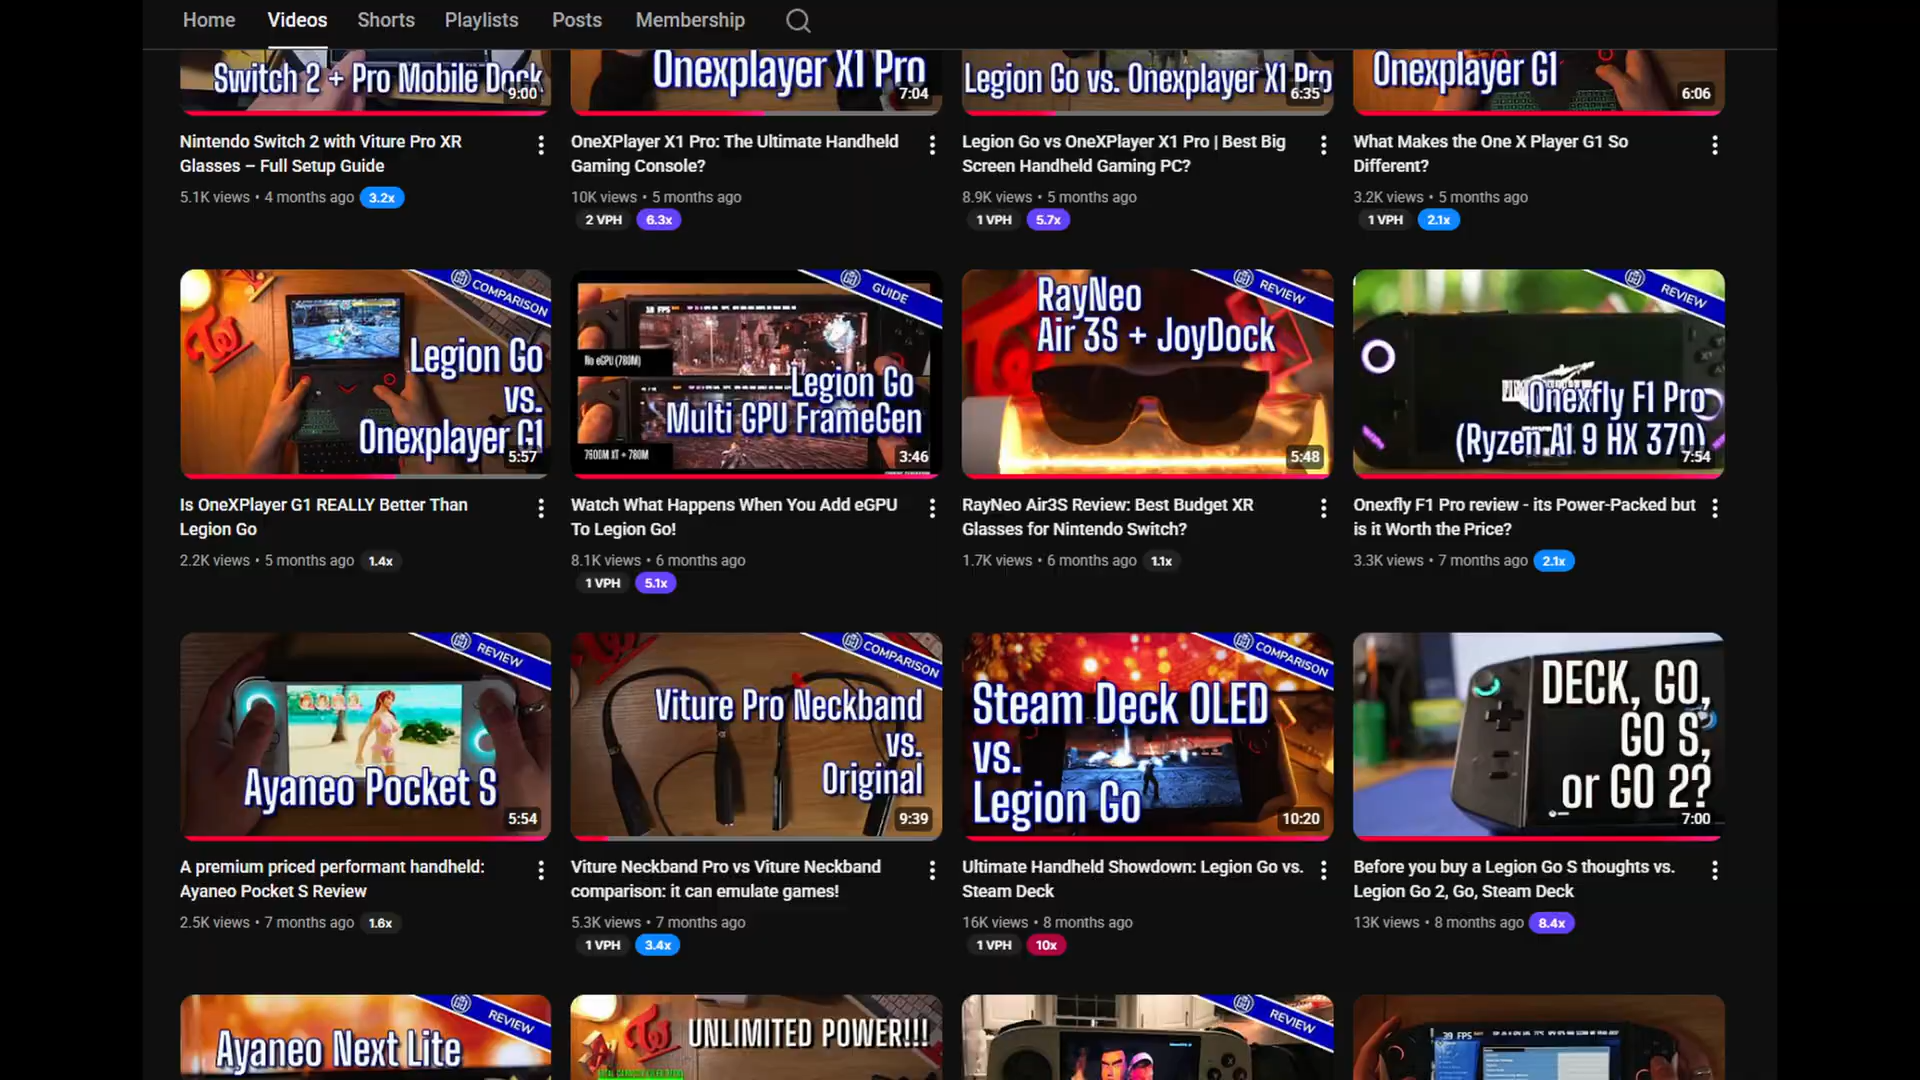 Home Videos Shorts Playlists Posts Membership
Switch 2 + Pro Mobile Dock
9:00
Onexplayer X1 Pro
7:04
Legion Go vs. Onexplayer X1 Pro
6:35
Onexplayer G1
6:06
Nintendo Switch 2 with Viture Pro XR
Glasses – Full Setup Guide
5.1K views • 4 months ago 3.2x
OneXPlayer X1 Pro: The Ultimate Handheld
Gaming Console?
10K views • 5 months ago
2 VPH 6.3x
Legion Go vs OneXPlayer X1 Pro | Best Big
Screen Handheld Gaming PC?
8.9K views • 5 months ago
1 VPH 5.7x
What Makes the One X Player G1 So
Different?
3.2K views • 5 months ago
1 VPH 2.1x
COMPARISON
Legion Go
vs.
Onexplayer G1
5:57
GUIDE
No eGPU (780M)
Legion Go
Multi GPU FrameGen
7600M XT + 780M
3:46
REVIEW
RayNeo
Air 3S + JoyDock
5:48
REVIEW
Onexfly F1 Pro
(Ryzen AI 9 HX 370)
7:54
Is OneXPlayer G1 REALLY Better Than
Legion Go
2.2K views • 5 months ago 1.4x
Watch What Happens When You Add eGPU
To Legion Go!
8.1K views • 6 months ago
1 VPH 5.1x
RayNeo Air3S Review: Best Budget XR
Glasses for Nintendo Switch?
1.7K views • 6 months ago 1.1x
Onexfly F1 Pro review - its Power-Packed but
is it Worth the Price?
3.3K views • 7 months ago 2.1x
REVIEW
Ayaneo Pocket S
5:54
COMPARISON
Viture Pro Neckband
vs.
Original
9:39
COMPARISON
Steam Deck OLED
vs.
Legion Go
10:20
DECK, GO,
GO S,
or GO 2?
7:00
A premium priced performant handheld:
Ayaneo Pocket S Review
2.5K views • 7 months ago 1.6x
Viture Neckband Pro vs Viture Neckband
comparison: it can emulate games!
5.3K views • 7 months ago
1 VPH 3.4x
Ultimate Handheld Showdown: Legion Go vs.
Steam Deck
16K views • 8 months ago
1 VPH 10x
Before you buy a Legion Go S thoughts vs.
Legion Go 2, Go, Steam Deck
13K views • 8 months ago 8.4x
REVIEW
Ayaneo Next Lite
UNLIMITED POWER!!!
REVIEW
39 FPS